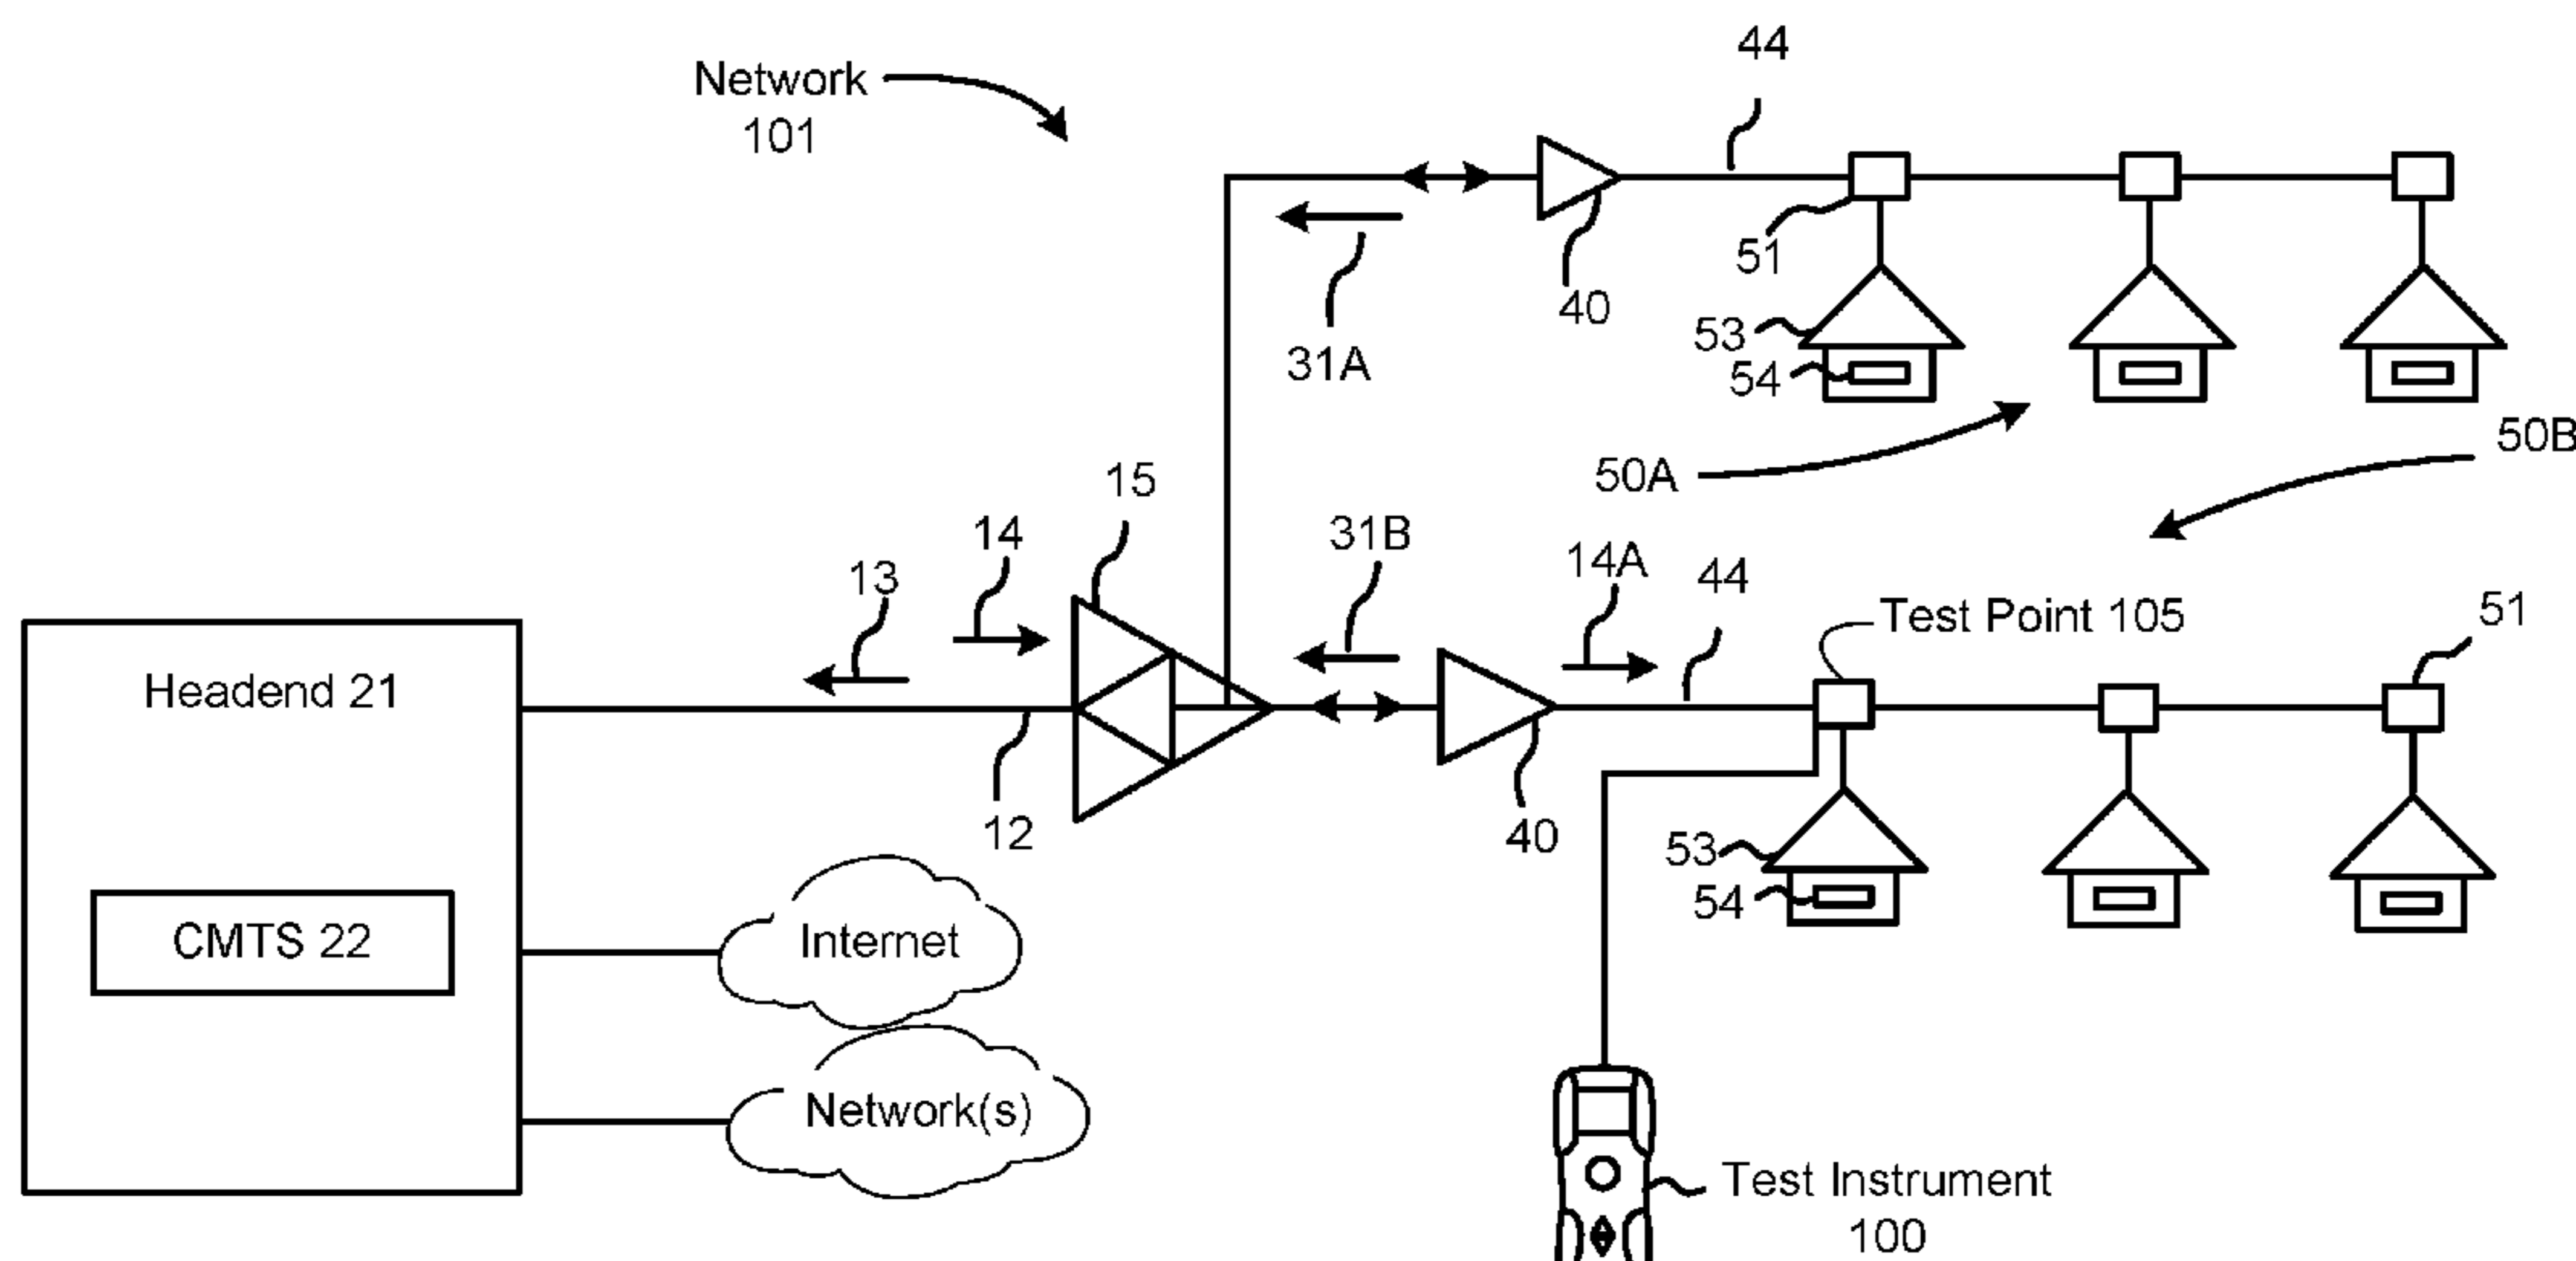 44
Network
101
51
40
53
31A
54
50B
50A
15
14
31B
14A
13
44
Test Point 105
51
Headend 21
12
40
53
54
CMTS 22
Internet
Network(s)
Test Instrument
100